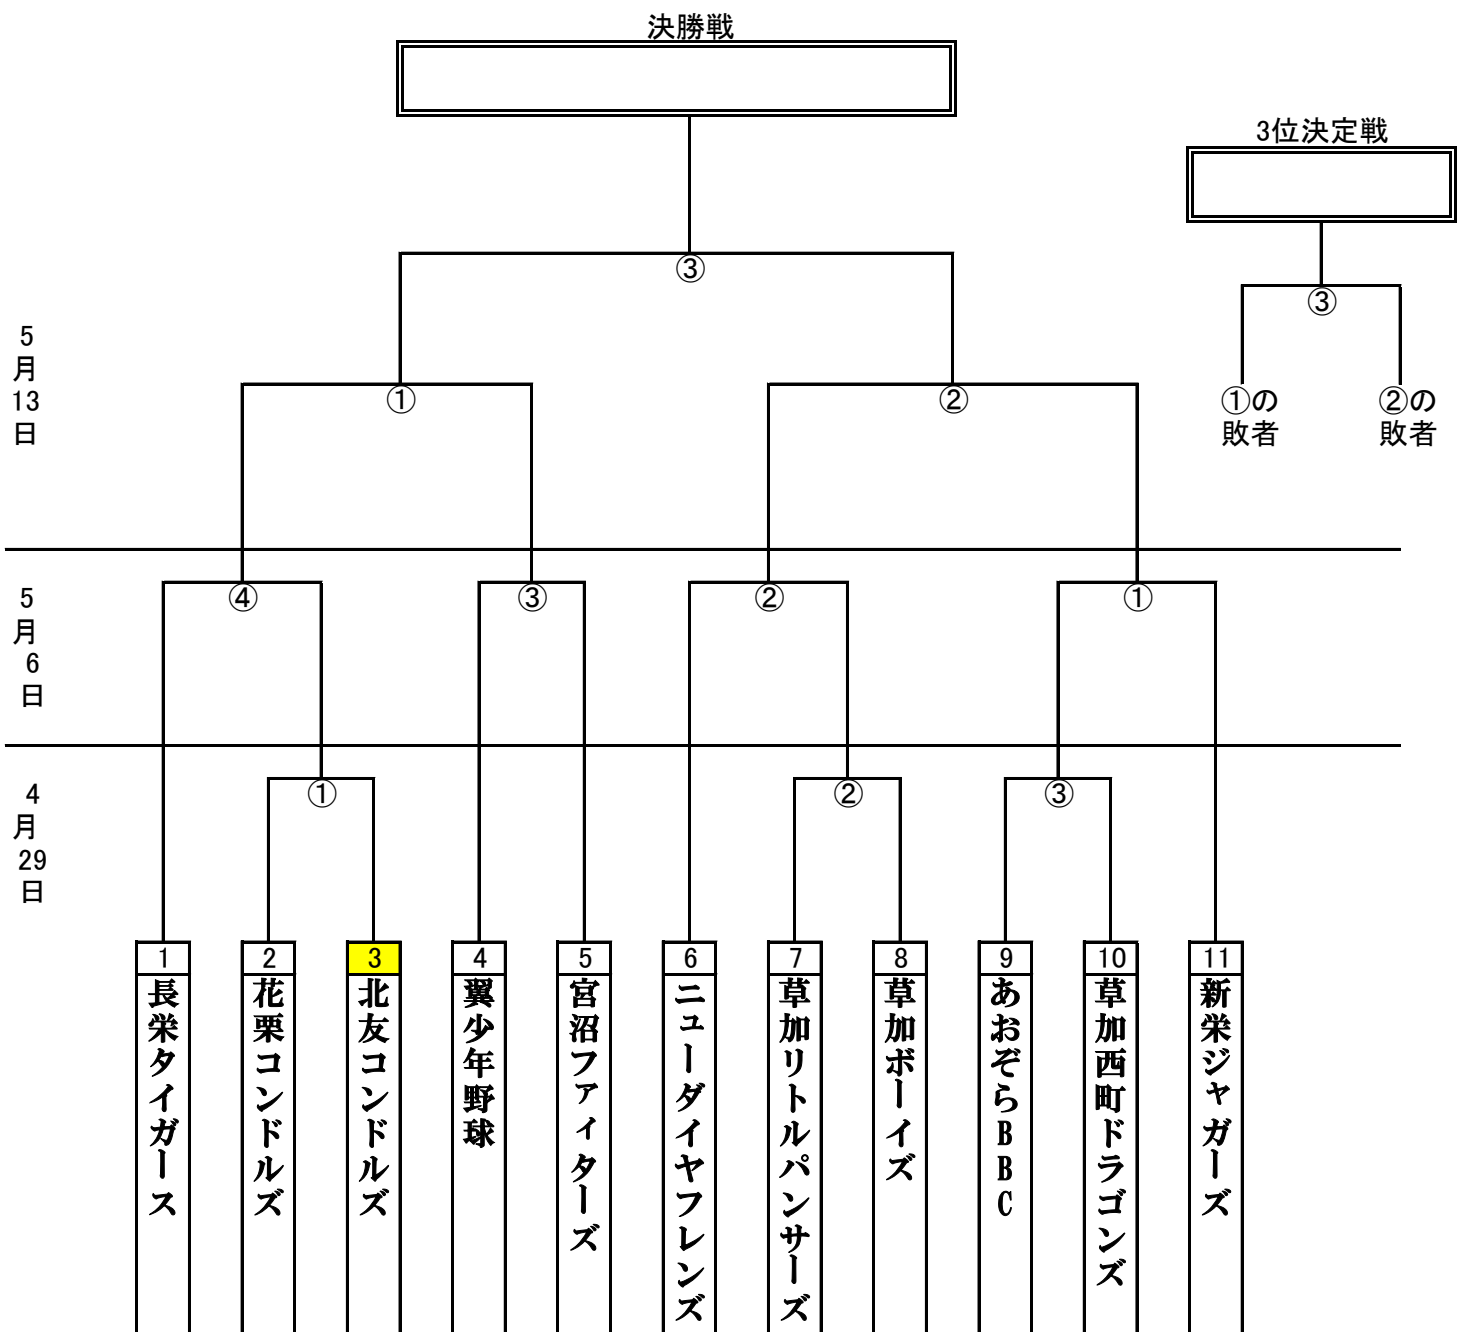 決勝戦
3位決定戦
③
③
5月13日
①
②
①の敗者
②の敗者
5月6日
④
③
②
①
4月29日
①
②
③
1
長栄タイガース
2
花栗コンドルズ
3
北友コンドルズ
4
翼少年野球
5
宮沼ファイターズ
6
ニューダイヤフレンズ
7
草加リトルパンサーズ
8
草加ボーイズ
9
あおぞらBBC
10
草加西町ドラゴンズ
11
新栄ジャガーズ